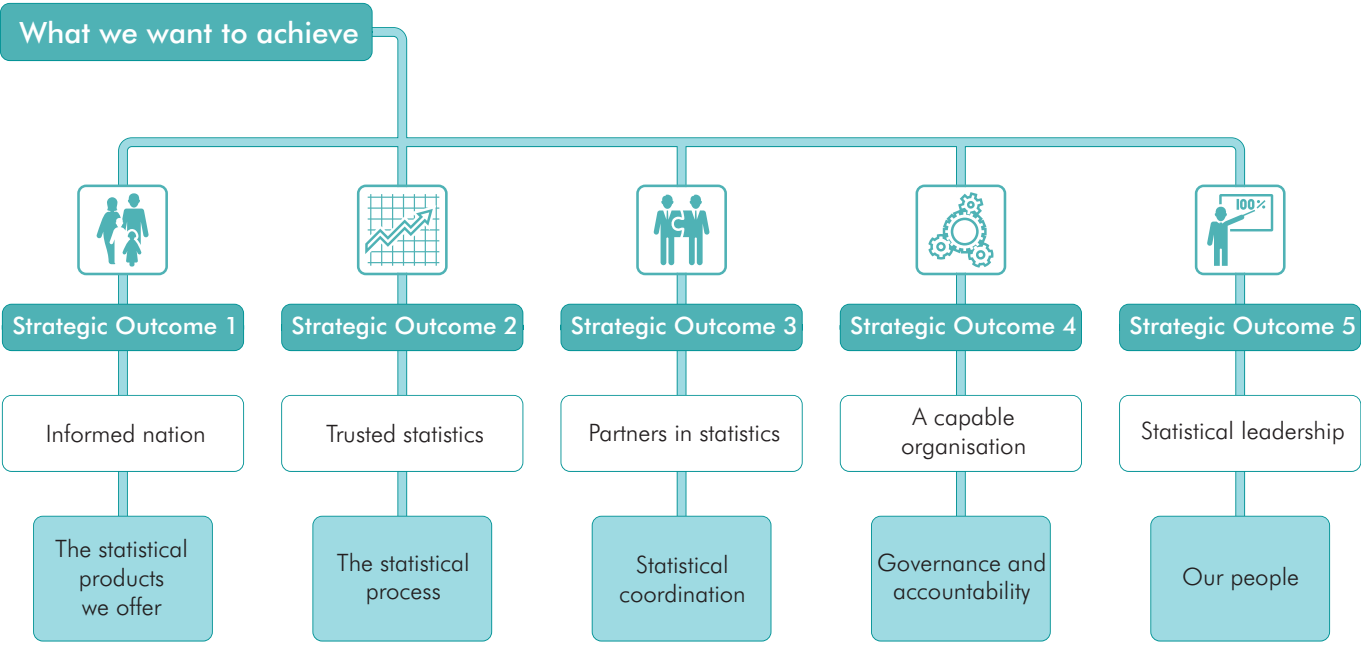 What we want to achieve
100%
Strategic Outcome 1
Strategic Outcome 2
Strategic Outcome 3
Strategic Outcome 4
Strategic Outcome 5
Informed nation
Trusted statistics
Partners in statistics
A capable
organisation
Statistical leadership
The statistical
products
we offer
The statistical
process
Statistical
coordination
Governance and
accountability
Our people